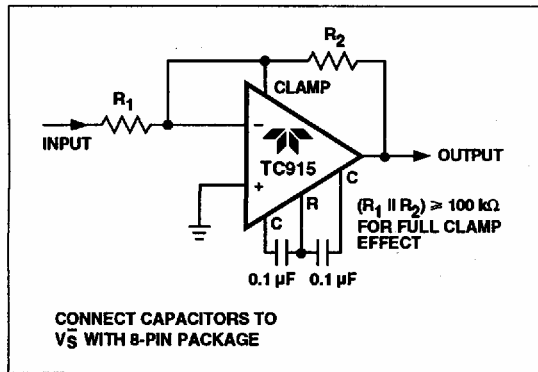 R2
CLAMP
R1
INPUT
−
TC915
+
OUTPUT
C
R
C
(R1 || R2) ≥ 100 kΩ
FOR FULL CLAMP
EFFECT
0.1 µF 0.1 µF
CONNECT CAPACITORS TO
VS̄ WITH 8-PIN PACKAGE